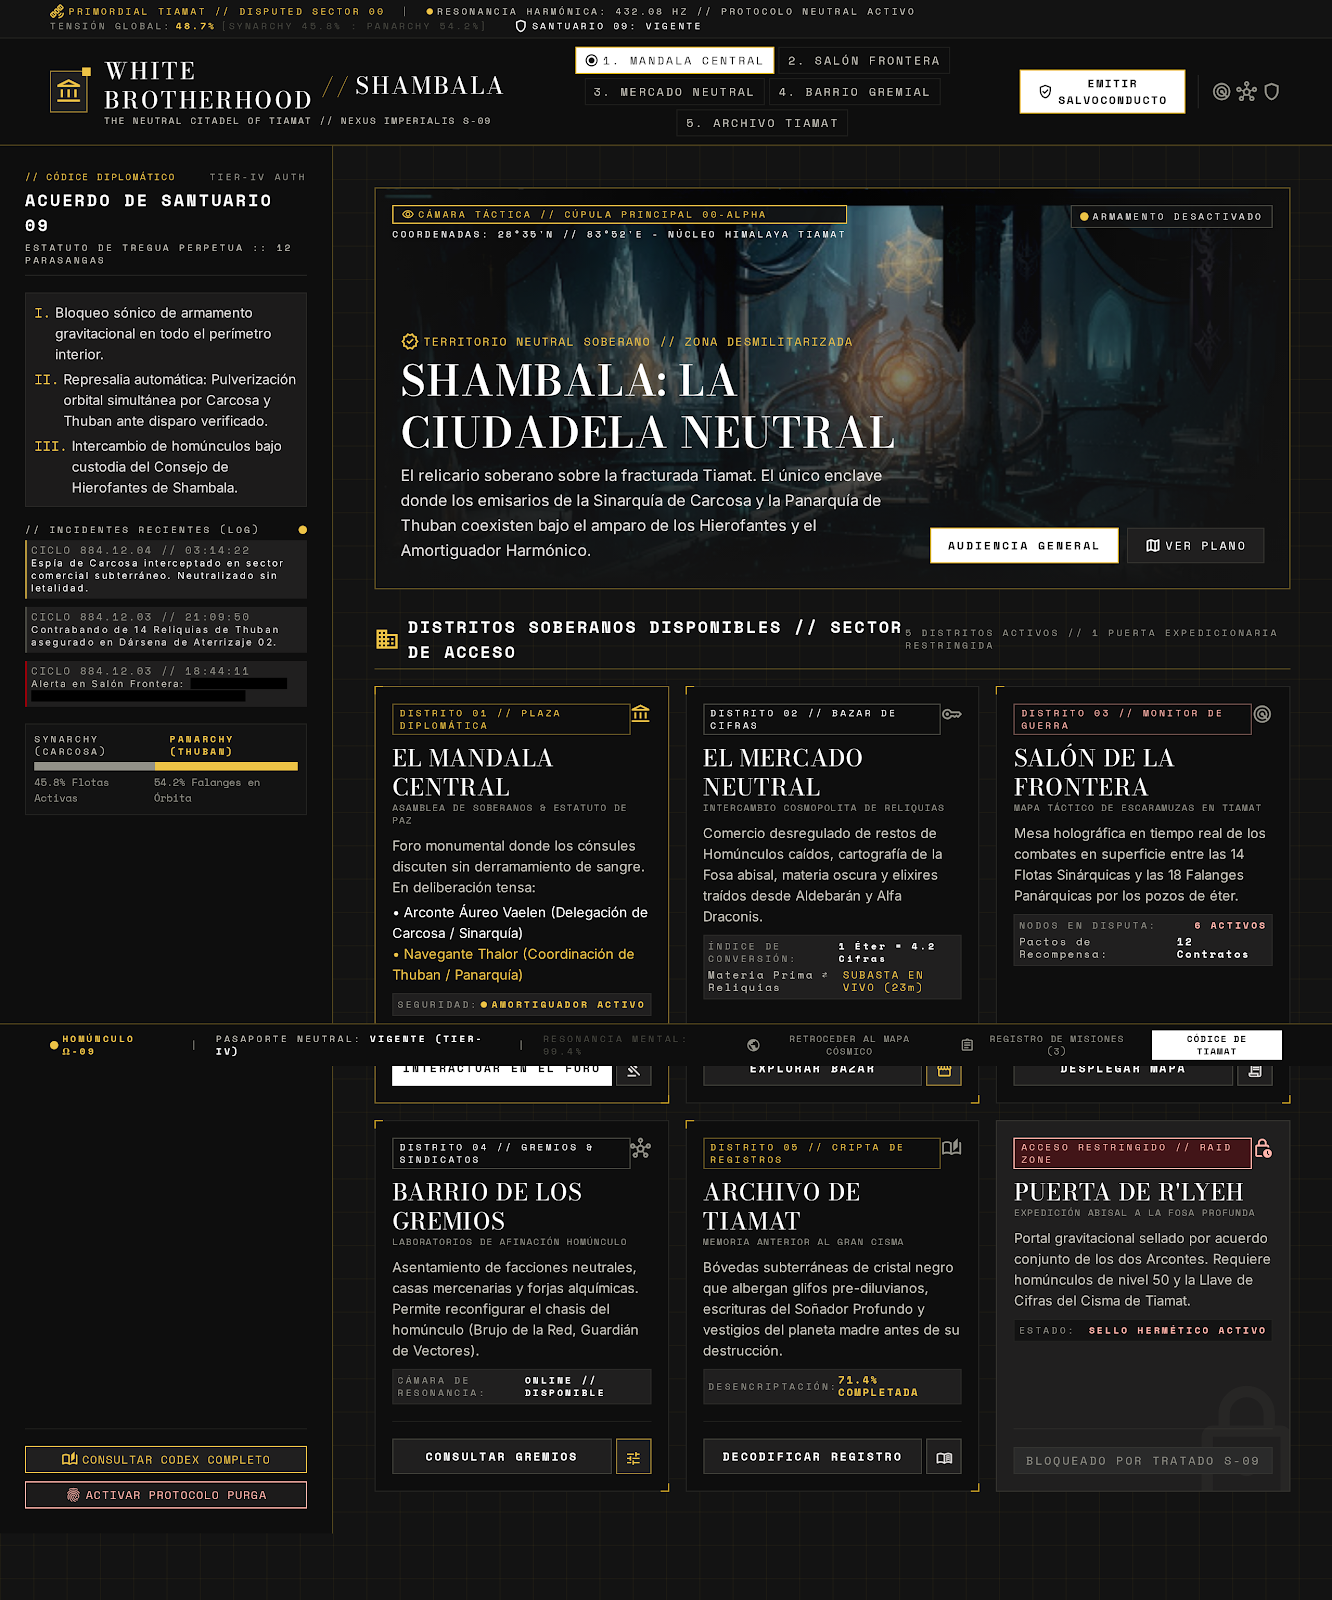 PRIMORDIAL TIAMAT // DISPUTED SECTOR 00 | RESONANCIA HARMÓNICA: 432.08 HZ // PROTOCOLO NEUTRAL ACTIVO
TENSIÓN GLOBAL: 48.7% [SYNARCHY 45.8% : PANARCHY 54.2%] SANTUARIO 09: VIGENTE
WHITE
BROTHERHOOD // SHAMBALA
THE NEUTRAL CITADEL OF TIAMAT // NEXUS IMPERIALIS S-09
1. MANDALA CENTRAL
2. SALÓN FRONTERA
3. MERCADO NEUTRAL
4. BARRIO GREMIAL
5. ARCHIVO TIAMAT
EMITIR
SALVOCONDUCTO
// CÓDICE DIPLOMÁTICO TIER-IV AUTH
ACUERDO DE SANTUARIO
09
ESTATUTO DE TREGUA PERPETUA :: 12
PARASANGAS
I. Bloqueo sónico de armamento
gravitacional en todo el perímetro
interior.
II. Represalia automática: Pulverización
orbital simultánea por Carcosa y
Thuban ante disparo verificado.
III. Intercambio de homúnculos bajo
custodia del Consejo de
Hierofantes de Shambala.
// INCIDENTES RECIENTES (LOG)
CICLO 884.12.04 // 03:14:22
Espía de Carcosa interceptado en sector
comercial subterráneo. Neutralizado sin
letalidad.
CICLO 884.12.03 // 21:09:50
Contrabando de 14 Reliquias de Thuban
asegurado en Dársena de Aterrizaje 02.
CICLO 884.12.03 // 18:44:11
Alerta en Salón Frontera:
SYNARCHY
(CARCOSA)
PANARCHY
(THUBAN)
45.8% Flotas
Activas
54.2% Falanges en
Órbita
CONSULTAR CODEX COMPLETO
ACTIVAR PROTOCOLO PURGA
CÁMARA TÁCTICA // CÚPULA PRINCIPAL 00-ALPHA
COORDENADAS: 28°35'N // 83°52'E - NÚCLEO HIMALAYA TIAMAT
ARMAMENTO DESACTIVADO
TERRITORIO NEUTRAL SOBERANO // ZONA DESMILITARIZADA
SHAMBALA: LA
CIUDADELA NEUTRAL
El relicario soberano sobre la fracturada Tiamat. El único enclave
donde los emisarios de la Sinarquía de Carcosa y la Panarquía de
Thuban coexisten bajo el amparo de los Hierofantes y el
Amortiguador Harmónico.
AUDIENCIA GENERAL
VER PLANO
DISTRITOS SOBERANOS DISPONIBLES // SECTOR
DE ACCESO
5 DISTRITOS ACTIVOS // 1 PUERTA EXPEDICIONARIA
RESTRINGIDA
DISTRITO 01 // PLAZA
DIPLOMÁTICA
EL MANDALA
CENTRAL
ASAMBLEA DE SOBERANOS & ESTATUTO DE
PAZ
Foro monumental donde los cónsules
discuten sin derramamiento de sangre.
En deliberación tensa:
• Arconte Áureo Vaelen (Delegación de
Carcosa / Sinarquía)
• Navegante Thalor (Coordinación de
Thuban / Panarquía)
SEGURIDAD: AMORTIGUADOR ACTIVO
INTERACTUAR EN EL FORO
DISTRITO 02 // BAZAR DE
CIFRAS
EL MERCADO
NEUTRAL
INTERCAMBIO COSMOPOLITA DE RELIQUIAS
Comercio desregulado de restos de
Homúnculos caídos, cartografía de la
Fosa abisal, materia oscura y elixires
traídos desde Aldebarán y Alfa
Draconis.
ÍNDICE DE
CONVERSIÓN:
1 Éter = 4.2
Cifras
Materia Prima ⇄
Reliquias
SUBASTA EN
VIVO (23m)
EXPLORAR BAZAR
DISTRITO 03 // MONITOR DE
GUERRA
SALÓN DE LA
FRONTERA
MAPA TÁCTICO DE ESCARAMUZAS EN TIAMAT
Mesa holográfica en tiempo real de los
combates en superficie entre las 14
Flotas Sinárquicas y las 18 Falanges
Panárquicas por los pozos de éter.
NODOS EN DISPUTA: 6 ACTIVOS
Pactos de
Recompensa:
12
Contratos
DESPLEGAR MAPA
HOMÚNCULO
Ω-09
| PASAPORTE NEUTRAL: VIGENTE (TIER-
IV)
| RESONANCIA MENTAL:
99.4%
RETROCEDER AL MAPA
CÓSMICO
REGISTRO DE MISIONES
(3)
CÓDICE DE
TIAMAT
DISTRITO 04 // GREMIOS &
SINDICATOS
BARRIO DE LOS
GREMIOS
LABORATORIOS DE AFINACIÓN HOMÚNCULO
Asentamiento de facciones neutrales,
casas mercenarias y forjas alquímicas.
Permite reconfigurar el chasis del
homúnculo (Brujo de la Red, Guardián
de Vectores).
CÁMARA DE
RESONANCIA:
ONLINE //
DISPONIBLE
CONSULTAR GREMIOS
DISTRITO 05 // CRIPTA DE
REGISTROS
ARCHIVO DE
TIAMAT
MEMORIA ANTERIOR AL GRAN CISMA
Bóvedas subterráneas de cristal negro
que albergan glifos pre-diluvianos,
escrituras del Soñador Profundo y
vestigios del planeta madre antes de su
destrucción.
DESENCRIPTACIÓN: 71.4%
COMPLETADA
DECODIFICAR REGISTRO
ACCESO RESTRINGIDO // RAID
ZONE
PUERTA DE R'LYEH
EXPEDICIÓN ABISAL A LA FOSA PROFUNDA
Portal gravitacional sellado por acuerdo
conjunto de los dos Arcontes. Requiere
homúnculos de nivel 50 y la Llave de
Cifras del Cisma de Tiamat.
ESTADO: SELLO HERMÉTICO ACTIVO
BLOQUEADO POR TRATADO S-09